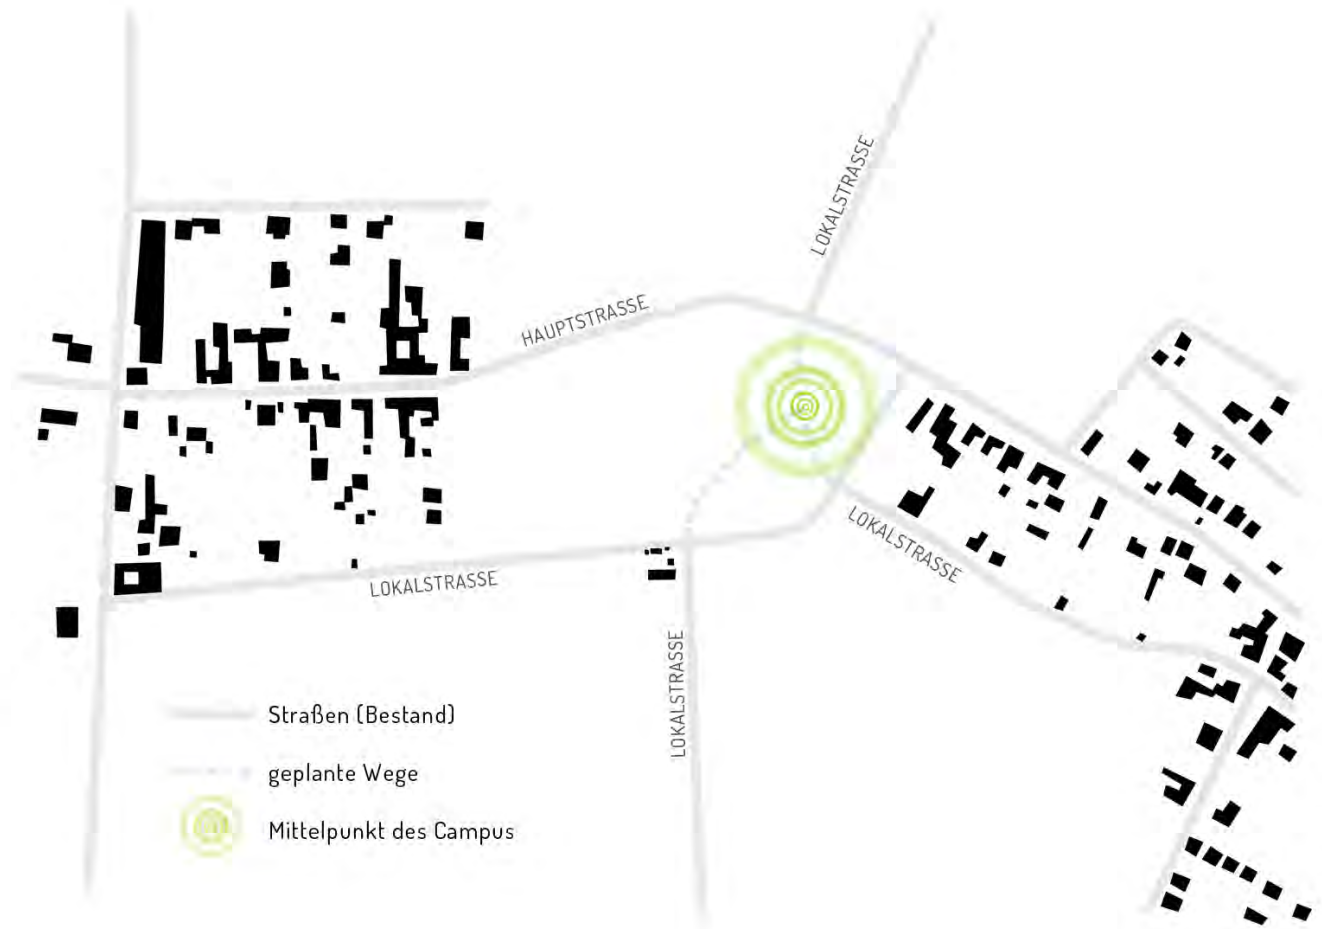 LOKALSTRASSE
HAUPTSTRASSE
LOKALSTRASSE
LOKALSTRASSE
LOKALSTRASSE
Straßen (Bestand)
geplante Wege
Mittelpunkt des Campus